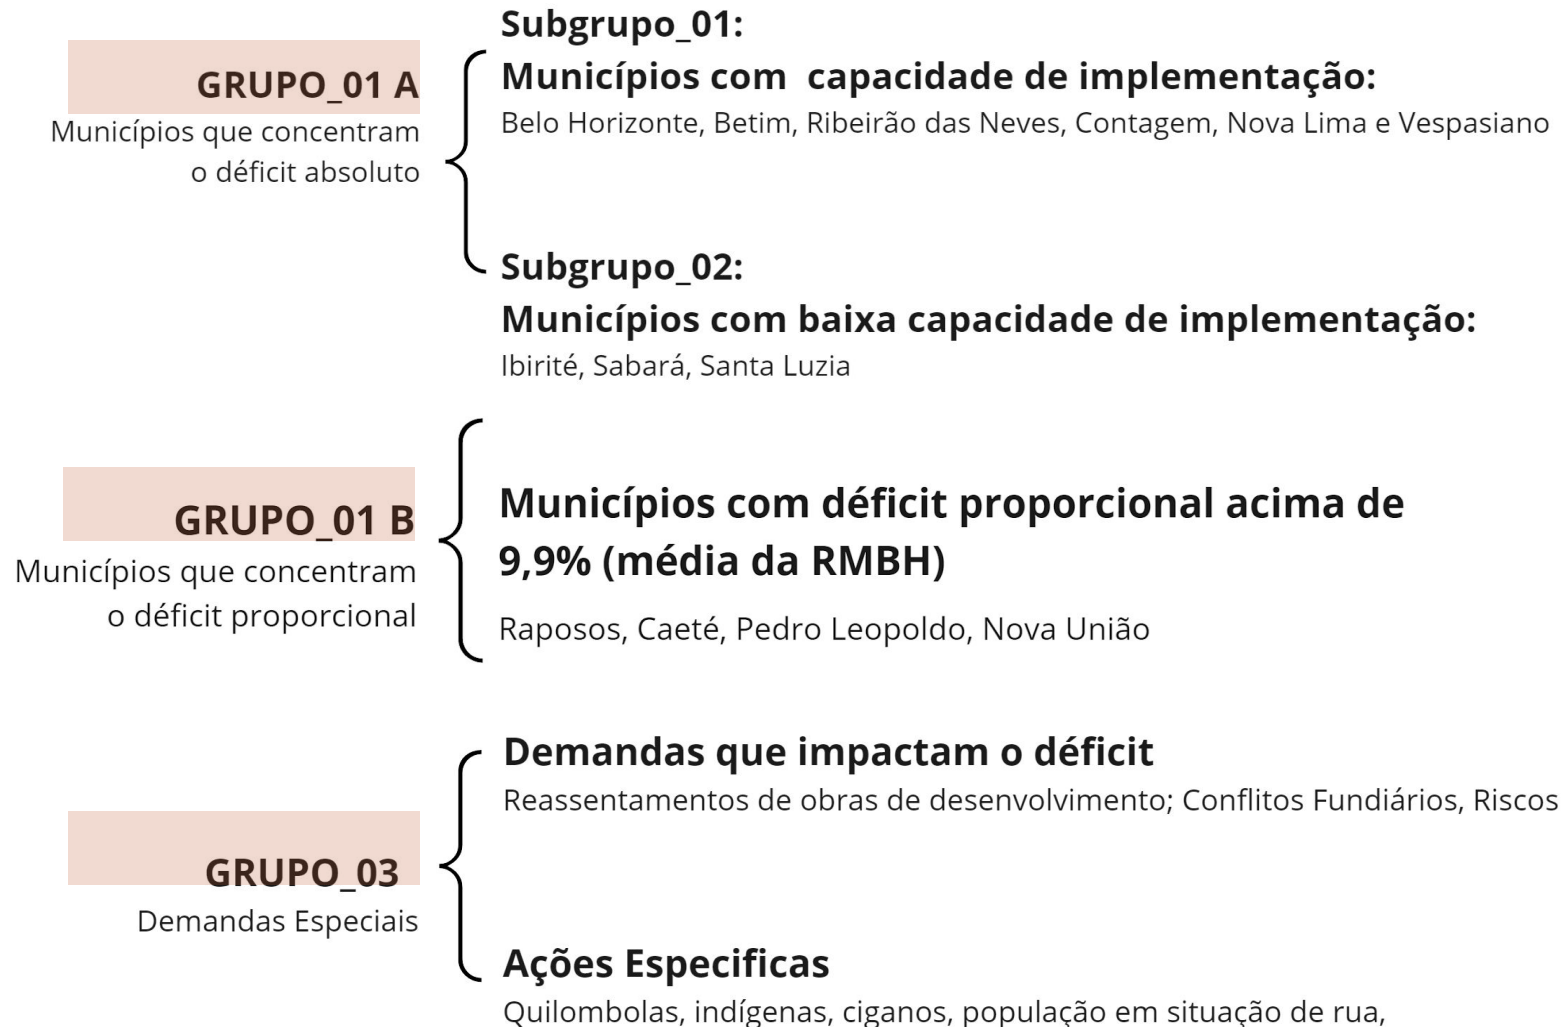 GRUPO_01 A
Municípios que concentram
o déficit absoluto
Subgrupo_01:
Municípios com  capacidade de implementação:
Belo Horizonte, Betim, Ribeirão das Neves, Contagem, Nova Lima e Vespasiano
Subgrupo_02:
Municípios com baixa capacidade de implementação:
Ibirité, Sabará, Santa Luzia
GRUPO_01 B
Municípios que concentram
o déficit proporcional
Municípios com déficit proporcional acima de
9,9% (média da RMBH)
Raposos, Caeté, Pedro Leopoldo, Nova União
GRUPO_03
Demandas Especiais
Demandas que impactam o déficit
Reassentamentos de obras de desenvolvimento; Conflitos Fundiários, Riscos
Ações Especificas
Quilombolas, indígenas, ciganos, população em situação de rua,